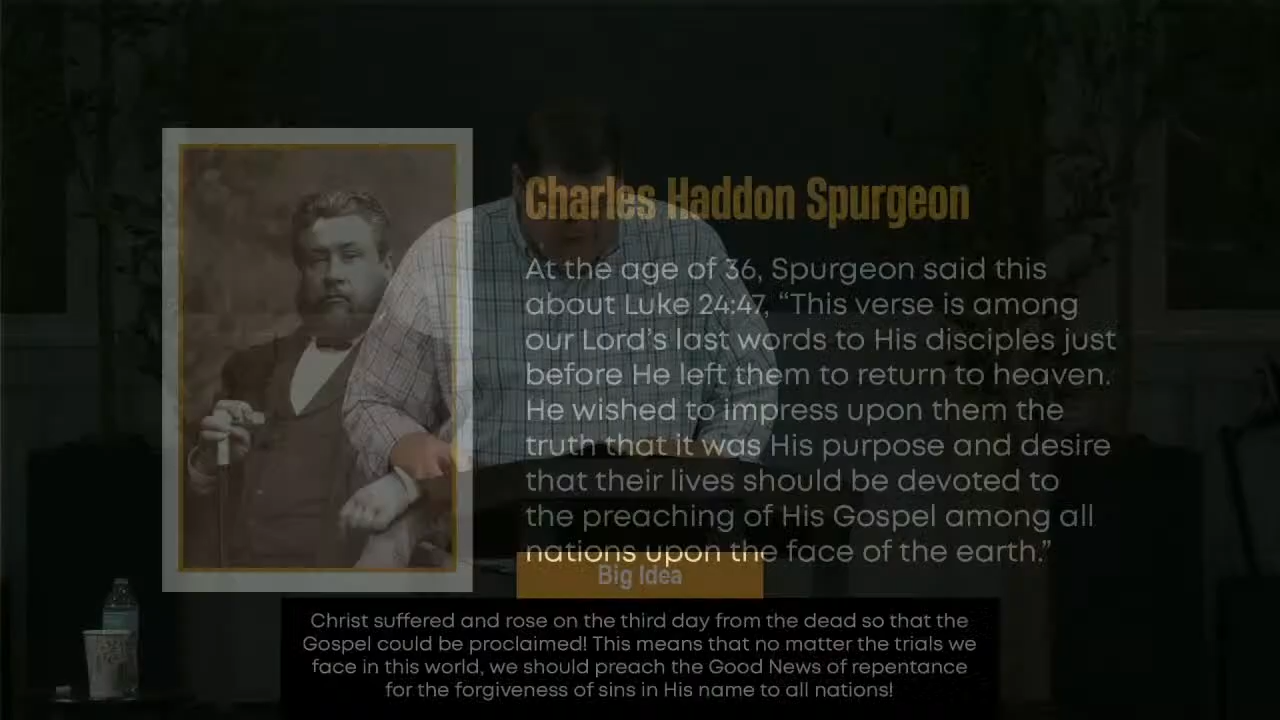 Charles Haddon Spurgeon
At the age of 36, Spurgeon said this
about Luke 24:47, “This verse is among
our Lord’s last words to His disciples just
before He left them to return to heaven.
He wished to impress upon them the
truth that it was His purpose and desire
that their lives should be devoted to
the preaching of His Gospel among all
nations upon the face of the earth.”
Big Idea
Christ suffered and rose on the third day from the dead so that the
Gospel could be proclaimed! This means that no matter the trials we
face in this world, we should preach the Good News of repentance
for the forgiveness of sins in His name to all nations!